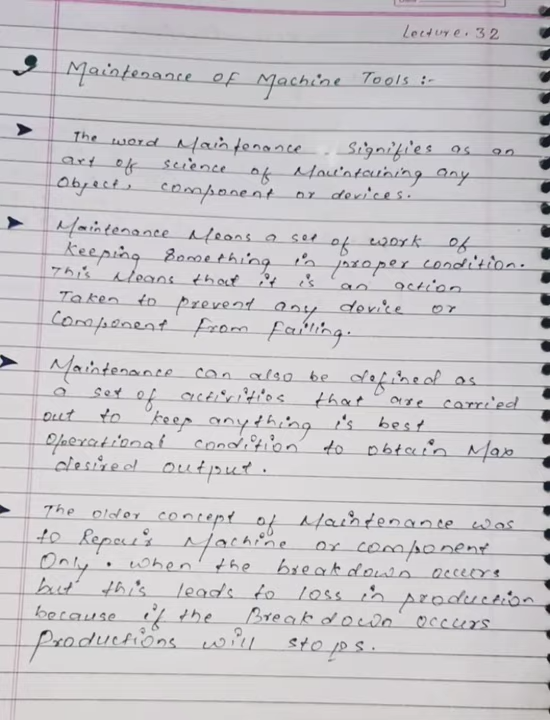 Lecture. 32
Maintenance of Machine Tools :-
The word Maintenance Signifies as an
art of science of Mauntauning any
Object, component or devices.
Maintenance Means a set of work of
Keeping Something in proper condition.
This Means that it is an action
Taken to prevent any device or
Component from failing.
Maintenance can also be defined as
a set of activities that are carried
out to keep anything is best
Operational condition to obtain Max
desired output.
The older concept of Maintenance was
to Repair Machine or component
Only. when the breakdown occurs
but this leads to loss in production
because if the Breakdown occurs
Productions will stops.